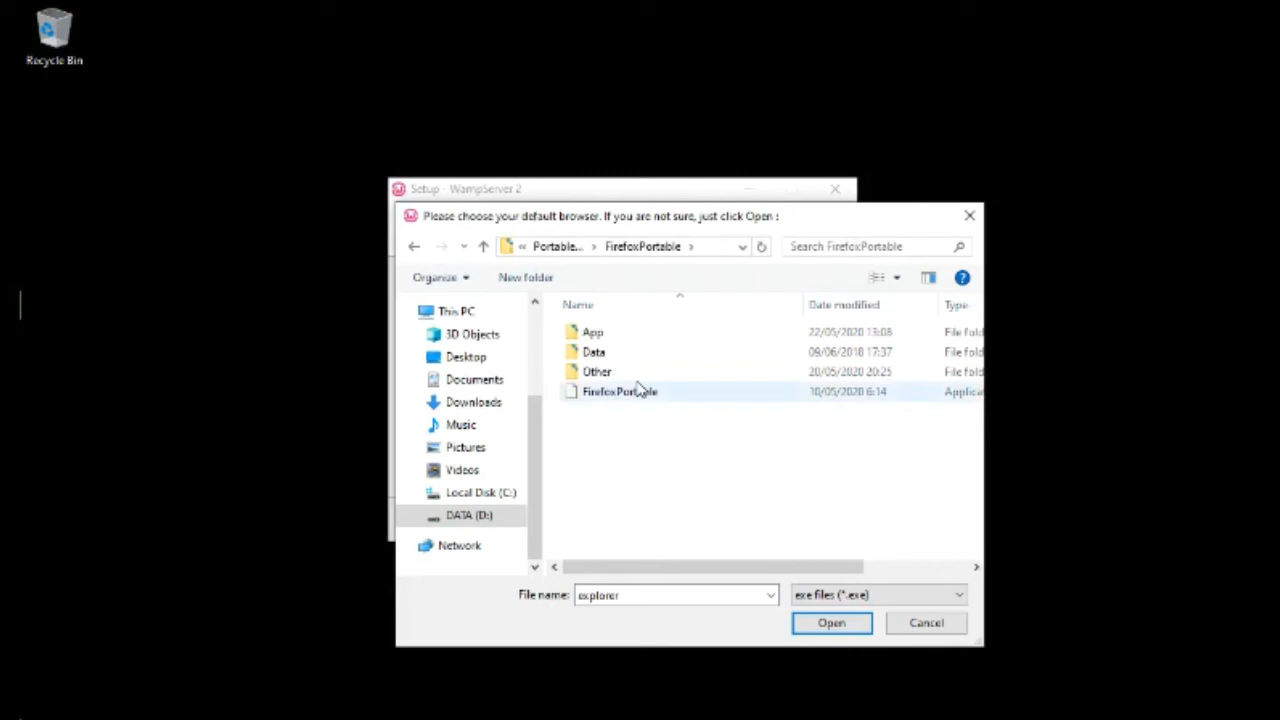 Recycle Bin
Setup - WampServer 2
Please choose your default browser. If you are not sure, just click Open :
« Portable... › FirefoxPortable ›
Search FirefoxPortable
Organize
New folder
Name
Date modified
Type
This PC
3D Objects
Desktop
Documents
Downloads
Music
Pictures
Videos
Local Disk (C:)
DATA (D:)
Network
App 22/05/2020 13:08 File fold
Data 09/06/2018 17:37 File fold
Other 20/05/2020 20:25 File fold
FirefoxPortable 10/05/2020 6:14 Applica
File name: explorer
exe files (*.exe)
Open
Cancel